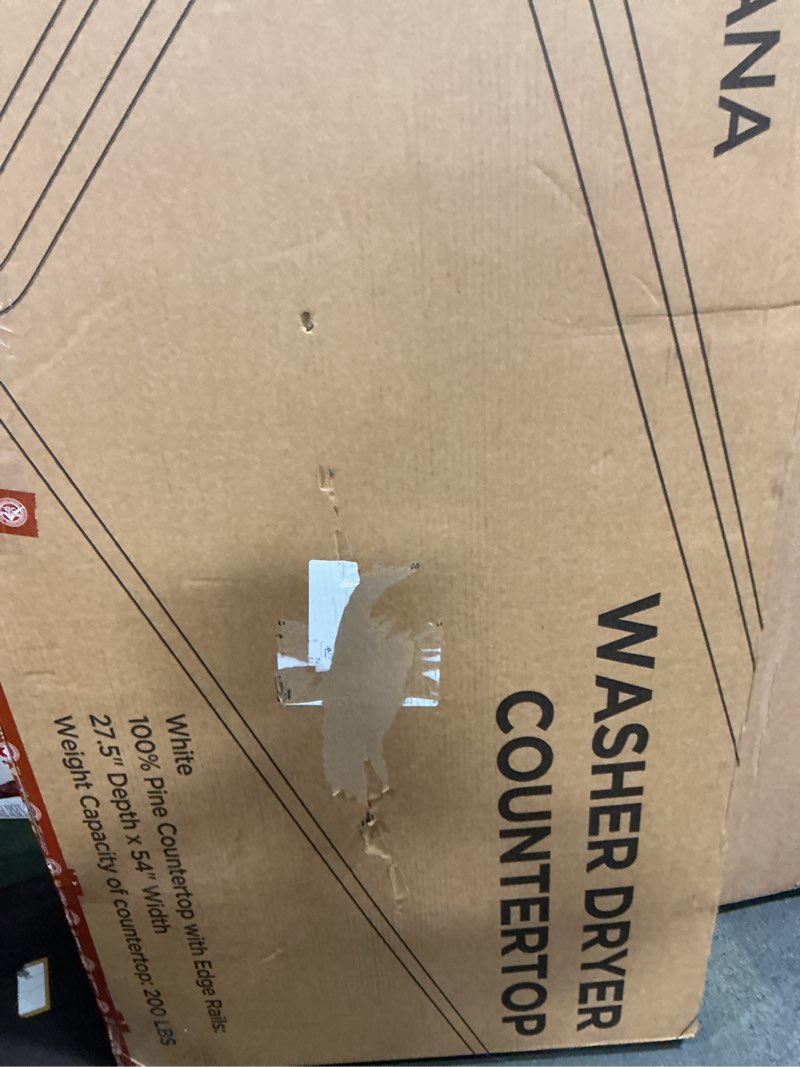 ANA
WASHER DRYER
COUNTERTOP
White
100% Pine Countertop with Edge Rails:
27.5" Depth x 54" Width
Weight Capacity of countertop: 200 LBS